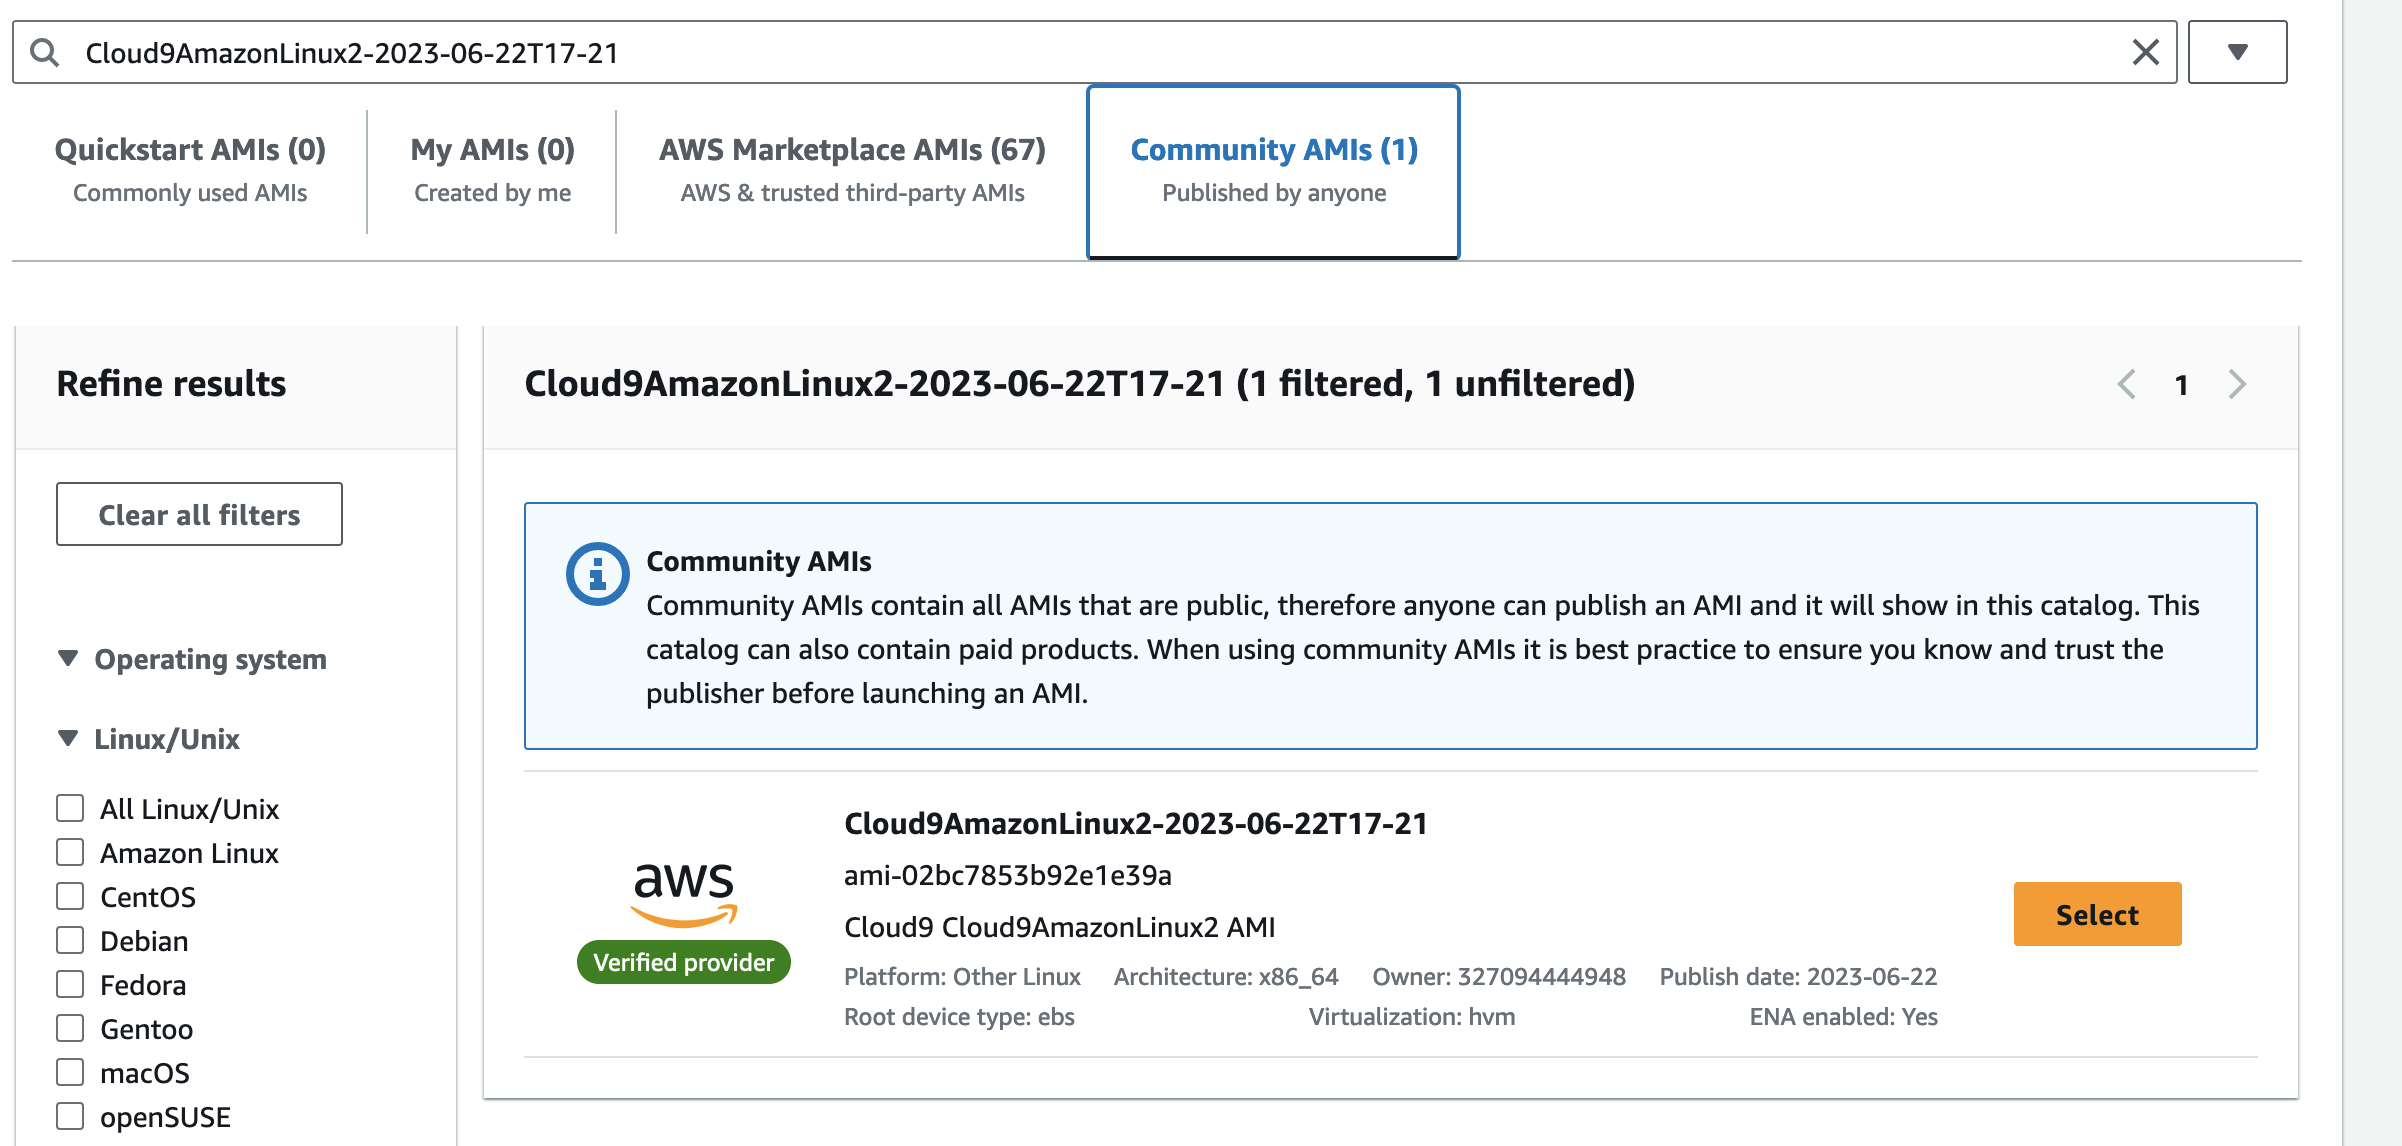 Cloud9AmazonLinux2-2023-06-22T17-21
Quickstart AMIs (0)
Commonly used AMIs
My AMIs (0)
Created by me
AWS Marketplace AMIs (67)
AWS & trusted third-party AMIs
Community AMIs (1)
Published by anyone
Refine results
Clear all filters
Operating system
Linux/Unix
All Linux/Unix
Amazon Linux
CentOS
Debian
Fedora
Gentoo
macOS
openSUSE
Cloud9AmazonLinux2-2023-06-22T17-21 (1 filtered, 1 unfiltered)
1
Community AMIs
Community AMIs contain all AMIs that are public, therefore anyone can publish an AMI and it will show in this catalog. This
catalog can also contain paid products. When using community AMIs it is best practice to ensure you know and trust the
publisher before launching an AMI.
aws
Verified provider
Cloud9AmazonLinux2-2023-06-22T17-21
ami-02bc7853b92e1e39a
Cloud9 Cloud9AmazonLinux2 AMI
Platform: Other Linux Architecture: x86_64 Owner: 327094444948 Publish date: 2023-06-22
Root device type: ebs Virtualization: hvm ENA enabled: Yes
Select